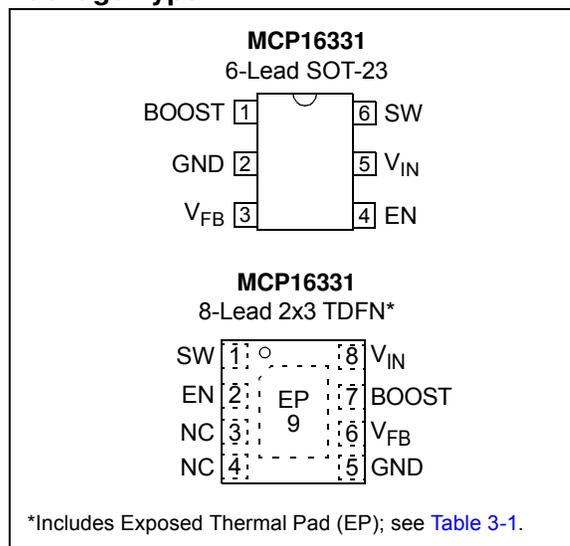 MCP16331
6-Lead SOT-23
BOOST 1 6 SW
GND 2 5 VIN
VFB 3 4 EN
MCP16331
8-Lead 2x3 TDFN*
SW 1 8 VIN
EN 2 EP 7 BOOST
NC 3 9 6 VFB
NC 4 5 GND
*Includes Exposed Thermal Pad (EP); see Table 3-1.